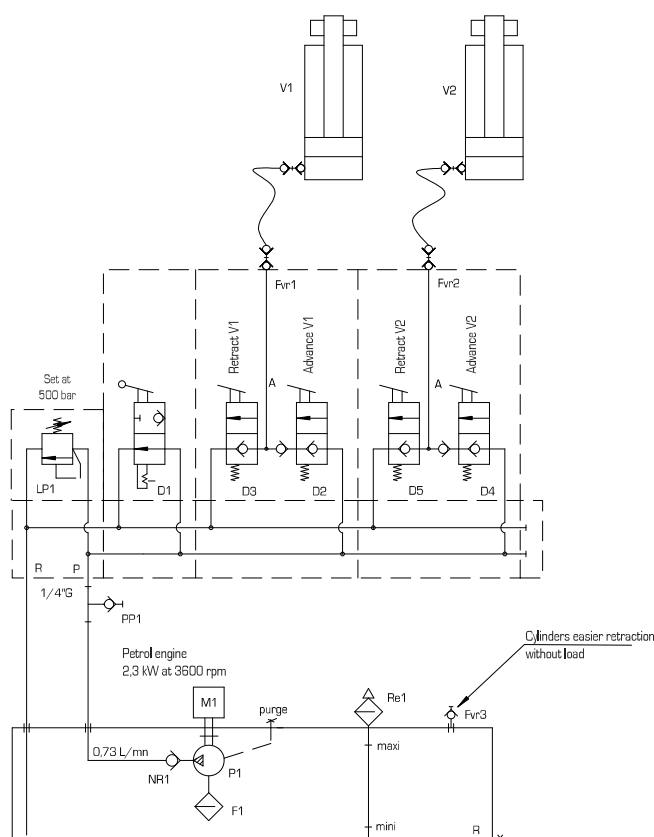 V1
V2
Fvr1
Fvr2
Retract V1
Advance V1
Retract V2
Advance V2
Set at
500 bar
A
A
LP1
D1
D3
D2
D5
D4
R
P
1/4"G
PP1
Petrol engine
2,3 kW at 3600 rpm
Cylinders easier retraction
without load
M1
purge
Re1
Fvr3
0,73 L/mn
maxi
NR1
P1
F1
mini
R